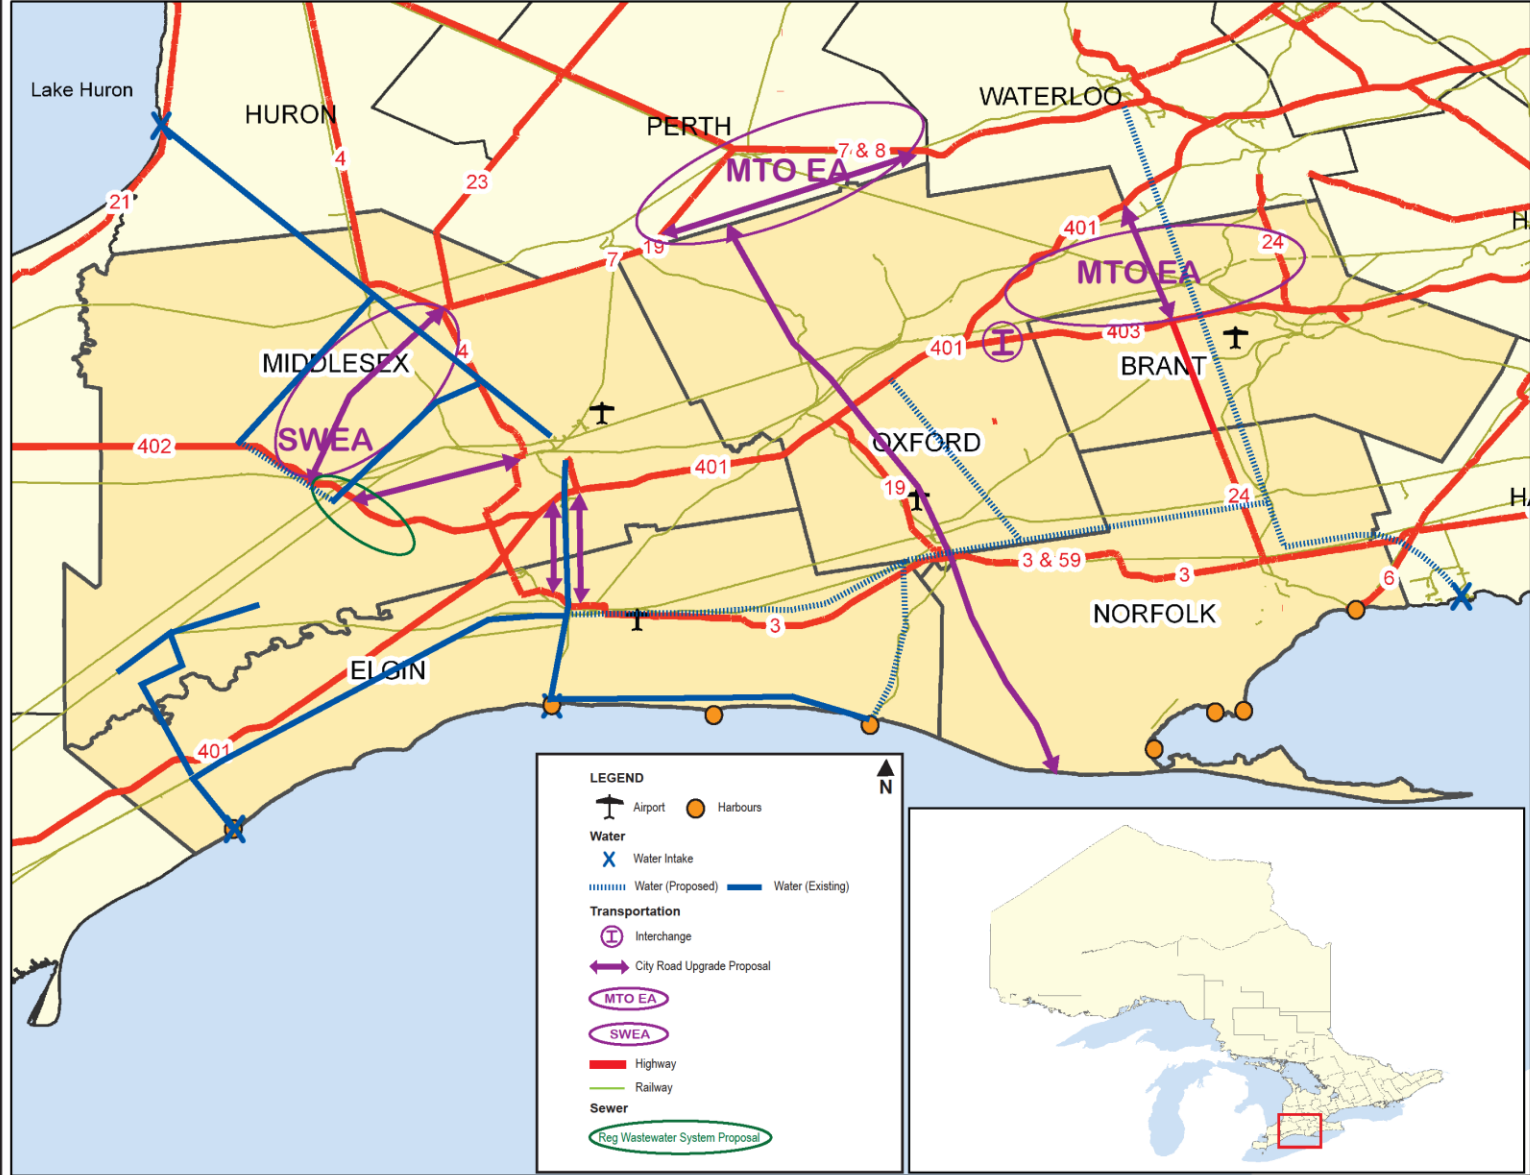 Lake Huron
HURON
PERTH
WATERLOO
4
7 & 8
MTO EA
23
21
19
7
401
24
H
MTO EA
403
401
4
MIDDLESEX
BRANT
SWEA
402
OXFORD
401
19
24
HA
3 & 59
3
6
NORFOLK
3
ELGIN
401
LEGEND
N
Airport
Harbours
Water
X Water Intake
Water (Proposed)
Water (Existing)
Transportation
I Interchange
City Road Upgrade Proposal
MTO EA
SWEA
Highway
Railway
Sewer
Reg Wastewater System Proposal